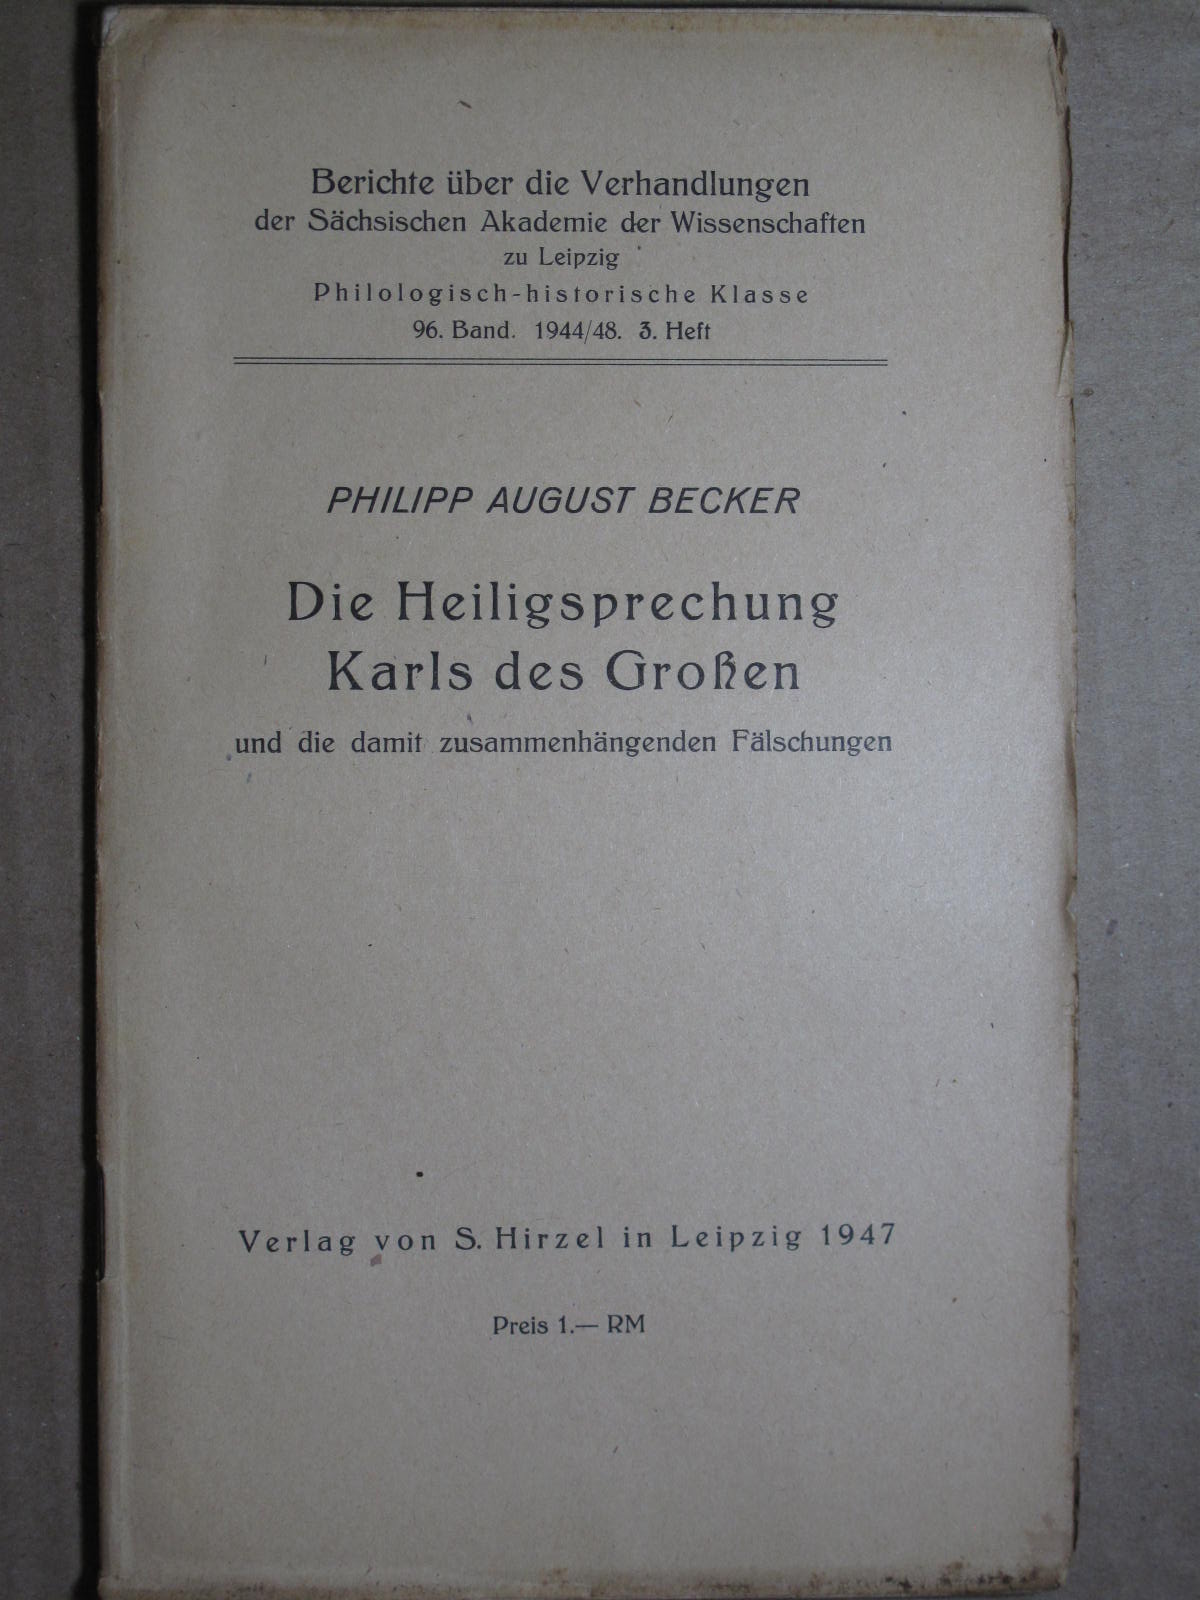 Berichte über die Verhandlungen
der Sächsischen Akademie der Wissenschaften
zu Leipzig
Philologisch-historische Klasse
96. Band. 1944/48. 3. Heft
PHILIPP AUGUST BECKER
Die Heiligsprechung
Karls des Großen
und die damit zusammenhängenden Fälschungen
Verlag von S. Hirzel in Leipzig 1947
Preis 1.— RM